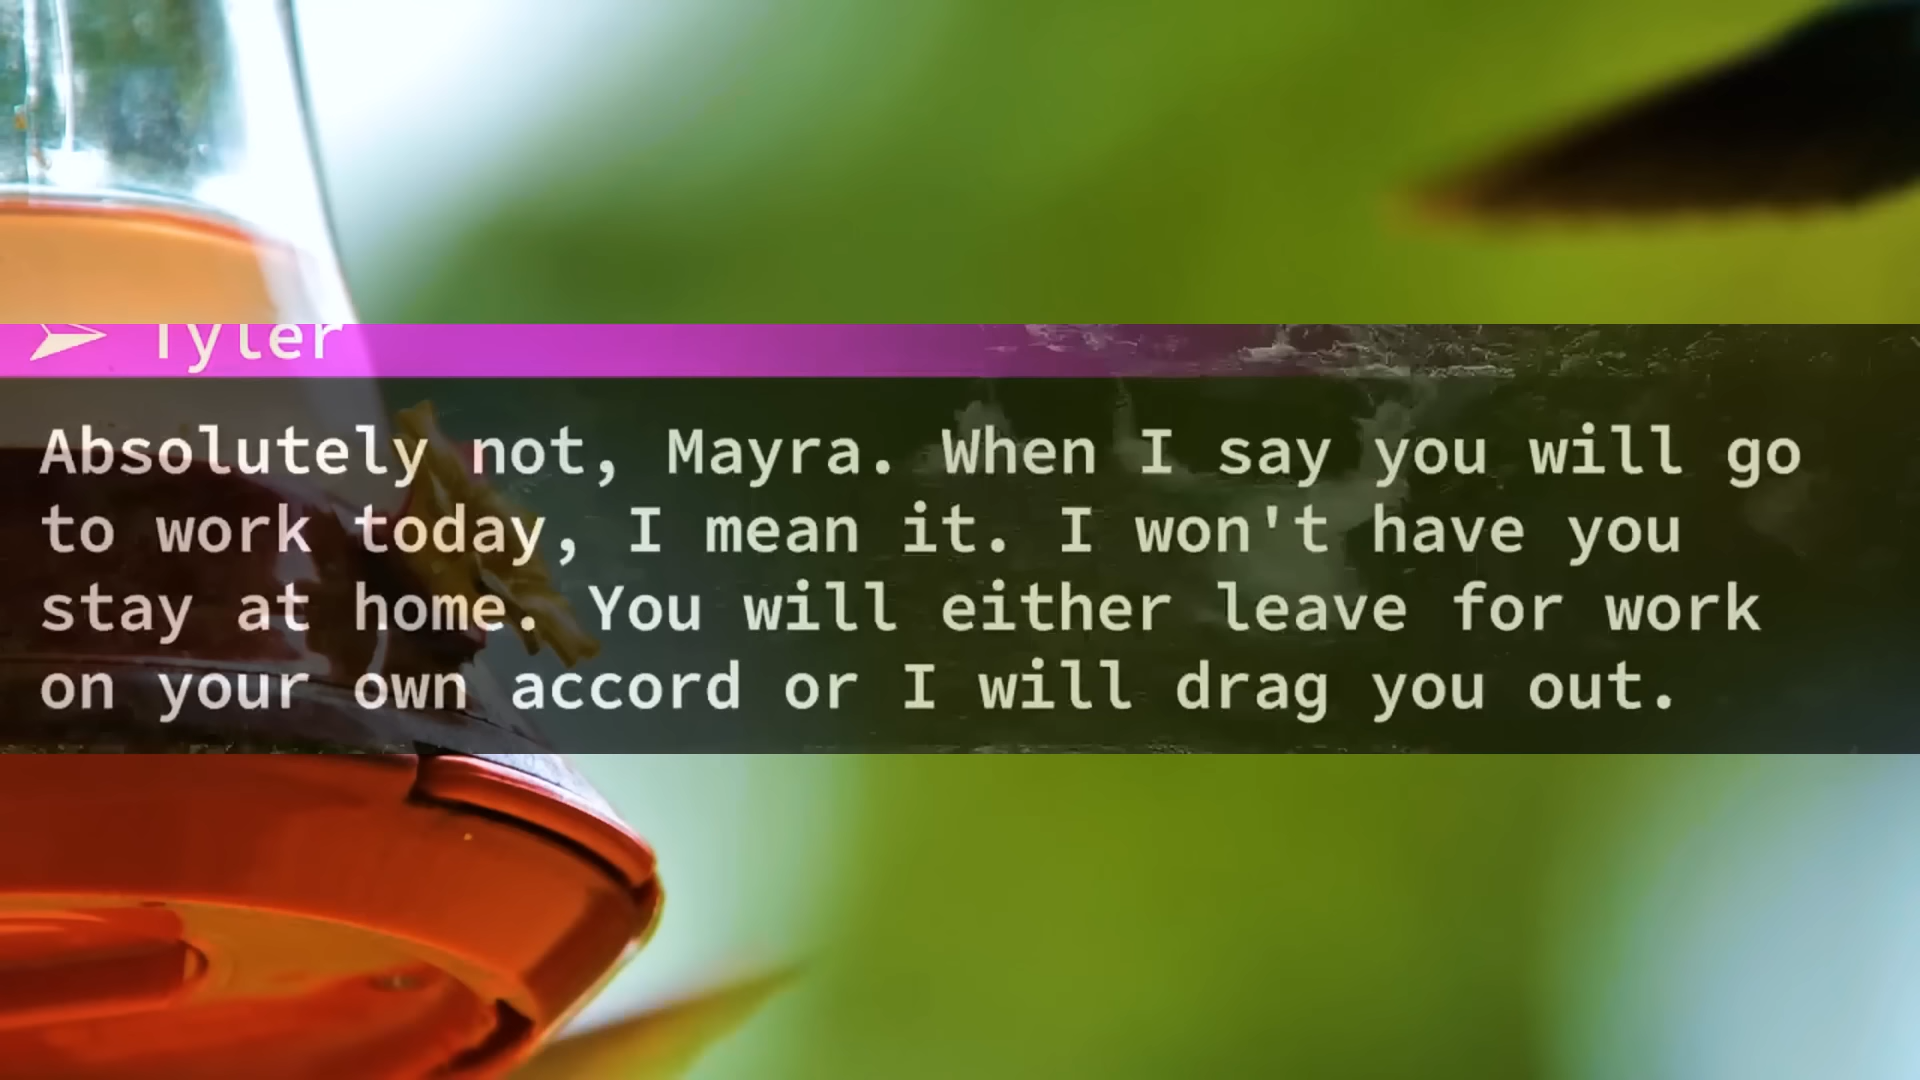 Tyler
Absolutely not, Mayra. When I say you will go
to work today, I mean it. I won't have you
stay at home. You will either leave for work
on your own accord or I will drag you out.